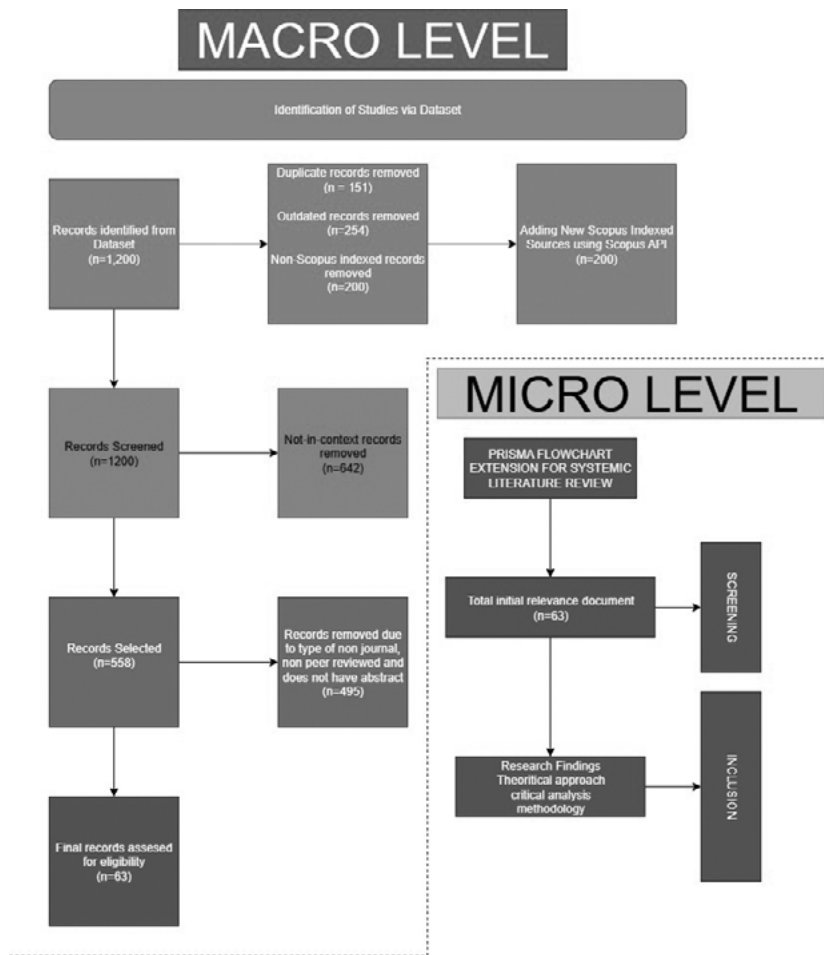 MACRO LEVEL
Identification of Studies via Dataset
Records identified from
Dataset
(n=1,200)
Duplicate records removed
(n = 151)
Outdated records removed
(n=254)
Non-Scopus indexed records
removed
(n=200)
Adding New Scopus Indexed
Sources using Scopus API
(n=200)
Records Screened
(n=1200)
Not-in-context records
removed
(n=642)
Records Selected
(n=558)
Records removed due
to type of non journal,
non peer reviewed and
does not have abstract
(n=495)
Final records assesed
for eligibility
(n=63)
MICRO LEVEL
PRISMA FLOWCHART
EXTENSION FOR SYSTEMIC
LITERATURE REVIEW
Total initial relevance document
(n=63)
SCREENING
Research Findings
Theoritical approach
critical analysis
methodology
INCLUSION